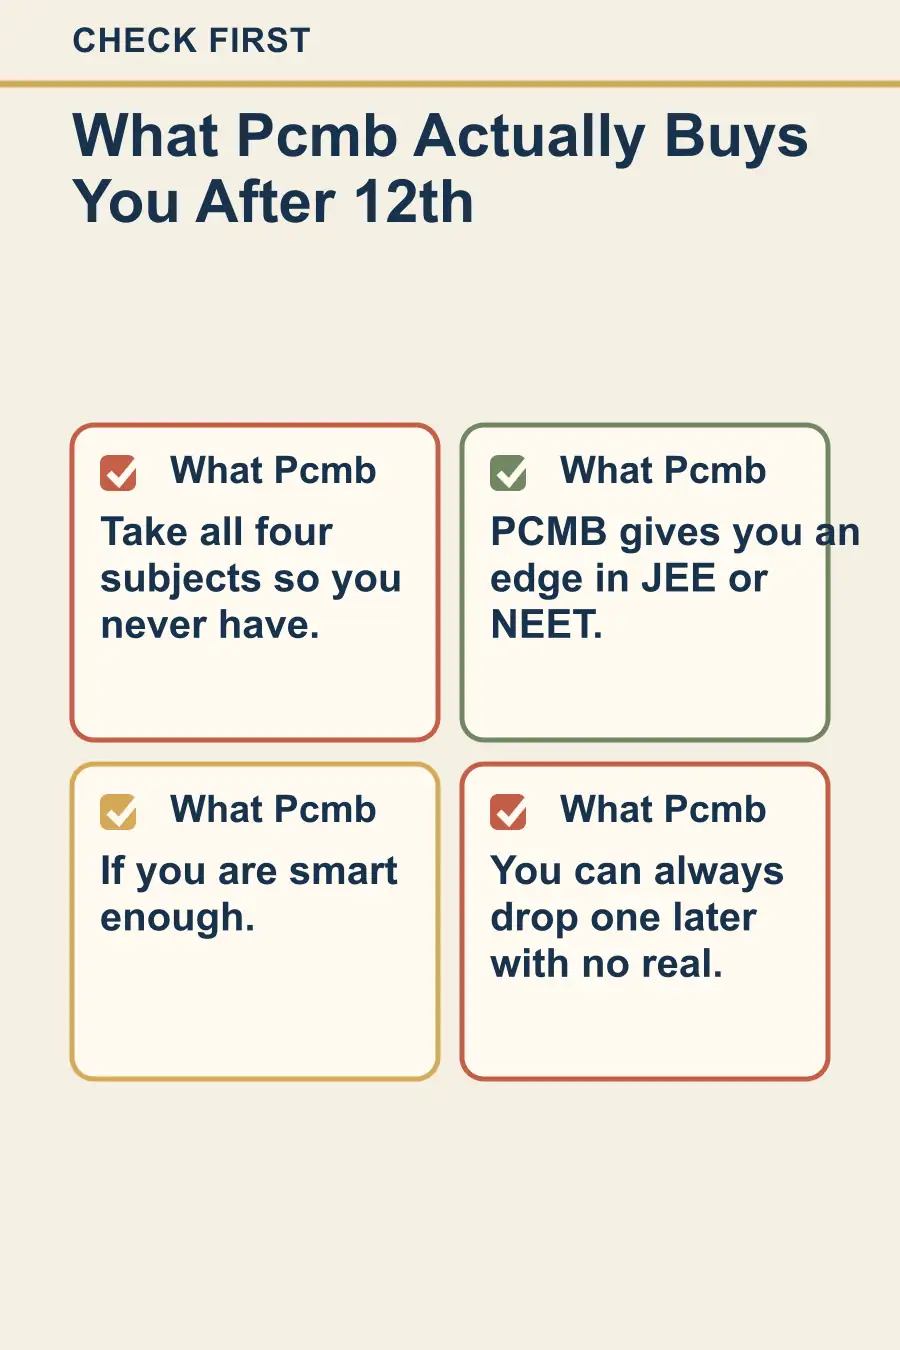 CHECK FIRST
What Pcmb Actually Buys
You After 12th
What Pcmb
Take all four
subjects so you
never have.
What Pcmb
PCMB gives you an
edge in JEE or
NEET.
What Pcmb
If you are smart
enough.
What Pcmb
You can always
drop one later
with no real.